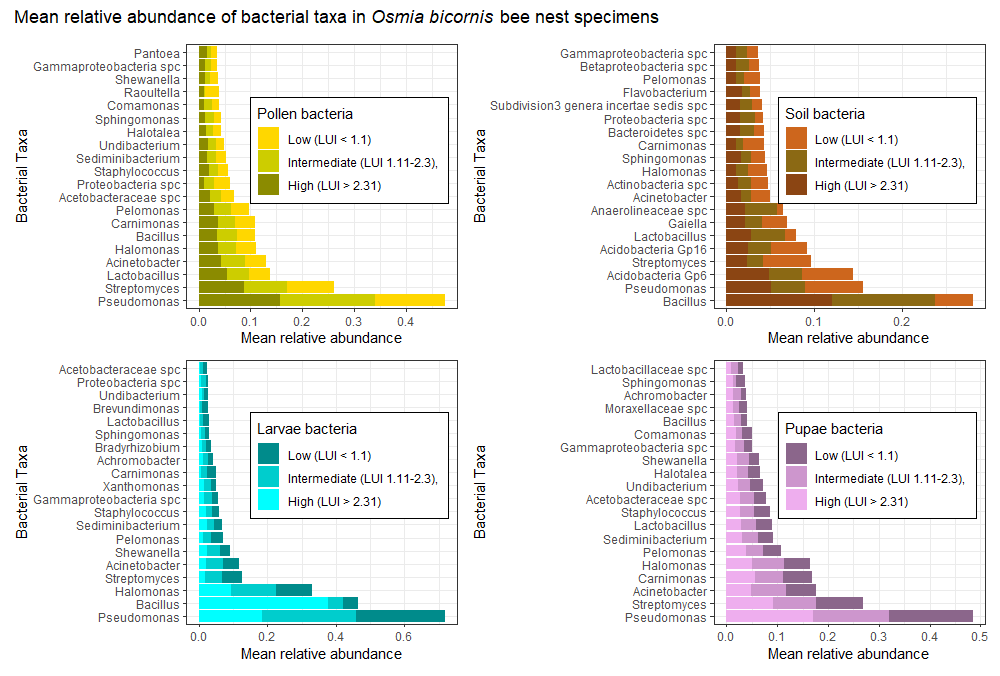 Mean relative abundance of bacterial taxa in Osmia bicornis bee nest specimens
Bacterial Taxa
Pantoea
Gammaproteobacteria spc
Shewanella
Raoultella
Comamonas
Sphingomonas
Halotalea
Undibacterium
Sediminibacterium
Staphylococcus
Proteobacteria spc
Acetobacteraceae spc
Pelomonas
Carnimonas
Bacillus
Halomonas
Acinetobacter
Lactobacillus
Streptomyces
Pseudomonas
Pollen bacteria
Low (LUI < 1.1)
Intermediate (LUI 1.11-2.3),
High (LUI > 2.31)
0.0 0.1 0.2 0.3 0.4
Mean relative abundance
Bacterial Taxa
Gammaproteobacteria spc
Betaproteobacteria spc
Pelomonas
Flavobacterium
Subdivision3 genera incertae sedis spc
Proteobacteria spc
Bacteroidetes spc
Carnimonas
Sphingomonas
Halomonas
Actinobacteria spc
Acinetobacter
Anaerolineaceae spc
Gaiella
Lactobacillus
Acidobacteria Gp16
Streptomyces
Acidobacteria Gp6
Pseudomonas
Bacillus
Soil bacteria
Low (LUI < 1.1)
Intermediate (LUI 1.11-2.3),
High (LUI > 2.31)
0.0 0.1 0.2
Mean relative abundance
Bacterial Taxa
Acetobacteraceae spc
Proteobacteria spc
Undibacterium
Brevundimonas
Lactobacillus
Sphingomonas
Bradyrhizobium
Achromobacter
Carnimonas
Xanthomonas
Gammaproteobacteria spc
Staphylococcus
Sediminibacterium
Pelomonas
Shewanella
Acinetobacter
Streptomyces
Halomonas
Bacillus
Pseudomonas
Larvae bacteria
Low (LUI < 1.1)
Intermediate (LUI 1.11-2.3),
High (LUI > 2.31)
0.0 0.2 0.4 0.6
Mean relative abundance
Bacterial Taxa
Lactobacillaceae spc
Sphingomonas
Achromobacter
Moraxellaceae spc
Bacillus
Comamonas
Gammaproteobacteria spc
Shewanella
Halotalea
Undibacterium
Acetobacteraceae spc
Staphylococcus
Lactobacillus
Sediminibacterium
Pelomonas
Halomonas
Carnimonas
Acinetobacter
Streptomyces
Pseudomonas
Pupae bacteria
Low (LUI < 1.1)
Intermediate (LUI 1.11-2.3),
High (LUI > 2.31)
0.0 0.1 0.2 0.3 0.4 0.5
Mean relative abundance